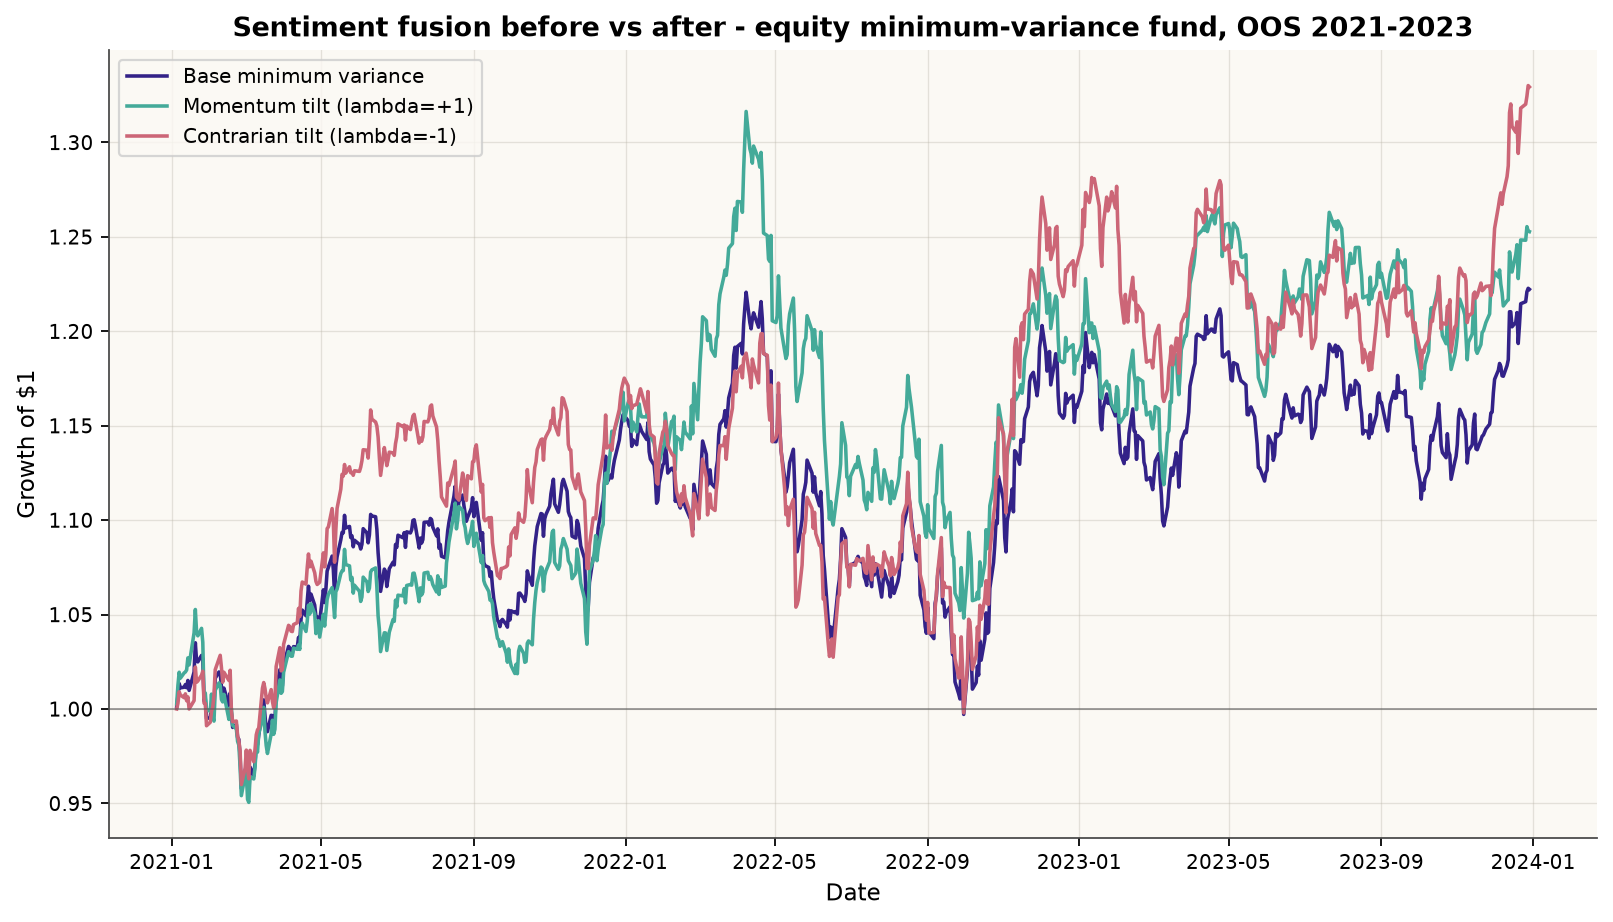 Sentiment fusion before vs after - equity minimum-variance fund, OOS 2021-2023
Base minimum variance
Momentum tilt (lambda=+1)
Contrarian tilt (lambda=-1)
Growth of $1
1.30
1.25
1.20
1.15
1.10
1.05
1.00
0.95
2021-01 2021-05 2021-09 2022-01 2022-05 2022-09 2023-01 2023-05 2023-09 2024-01
Date